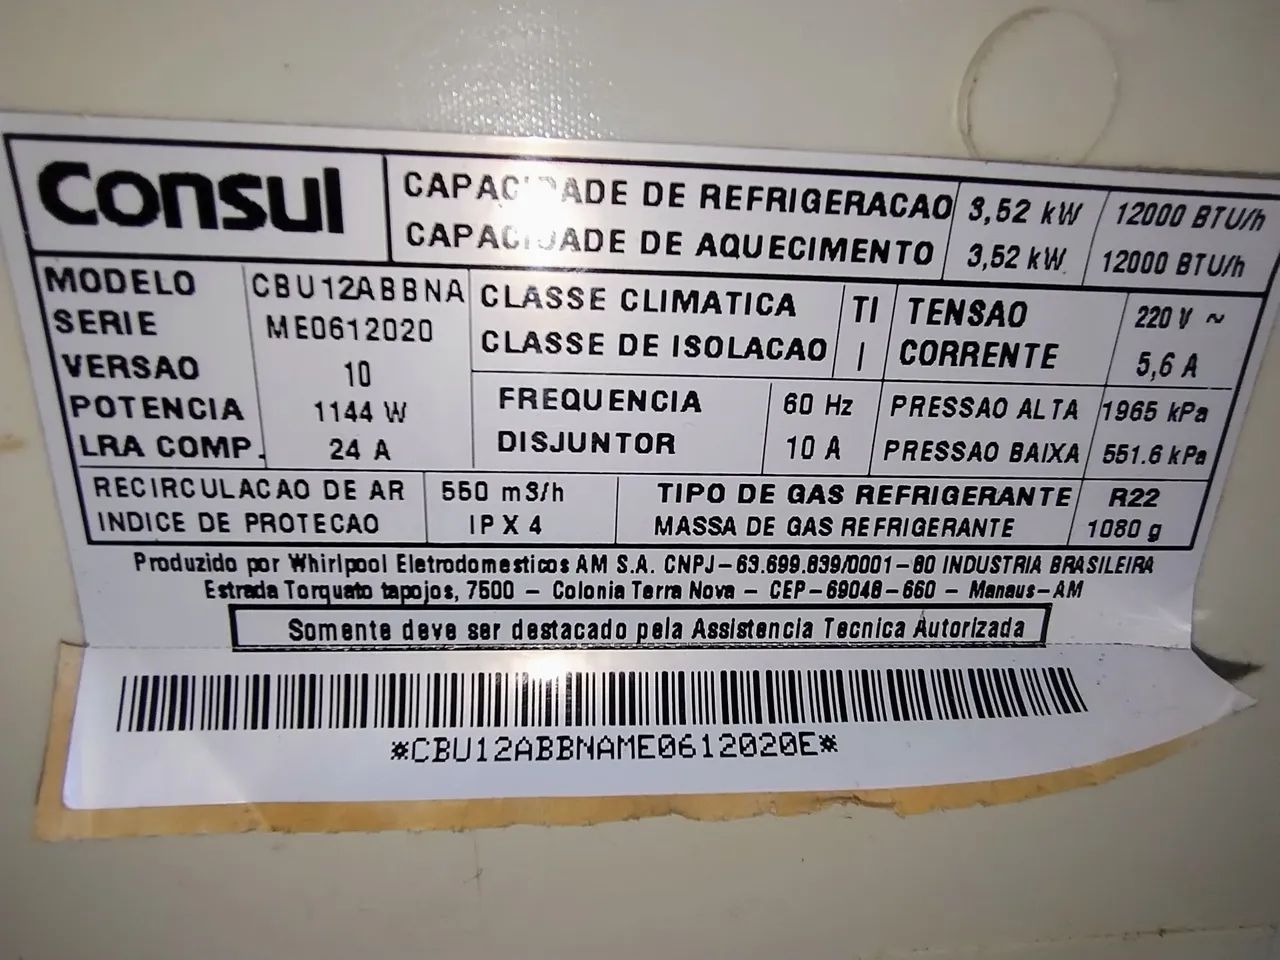 Consul
CAPACIDADE DE REFRIGERACAO 3,52 kW 12000 BTU/h
CAPACIDADE DE AQUECIMENTO 3,52 kW 12000 BTU/h
MODELO CBU12ABBNA
SERIE ME0612020
VERSAO 10
POTENCIA 1144 W
LRA COMP. 24 A
CLASSE CLIMATICA TI
CLASSE DE ISOLACAO I
FREQUENCIA 60 Hz
DISJUNTOR 10 A
TENSAO 220 V ~
CORRENTE 5,6 A
PRESSAO ALTA 1965 kPa
PRESSAO BAIXA 551.6 kPa
RECIRCULACAO DE AR 550 m3/h
INDICE DE PROTECAO IP X 4
TIPO DE GAS REFRIGERANTE R22
MASSA DE GAS REFRIGERANTE 1080 g
Produzido por Whirlpool Eletrodomesticos AM S.A. CNPJ-63.699.839/0001-80 INDUSTRIA BRASILEIRA
Estrada Torquato tapojos, 7500 - Colonia Terra Nova - CEP-69048-660 - Manaus-AM
Somente deve ser destacado pela Assistencia Tecnica Autorizada
*CBU12ABBNAME0612020E*